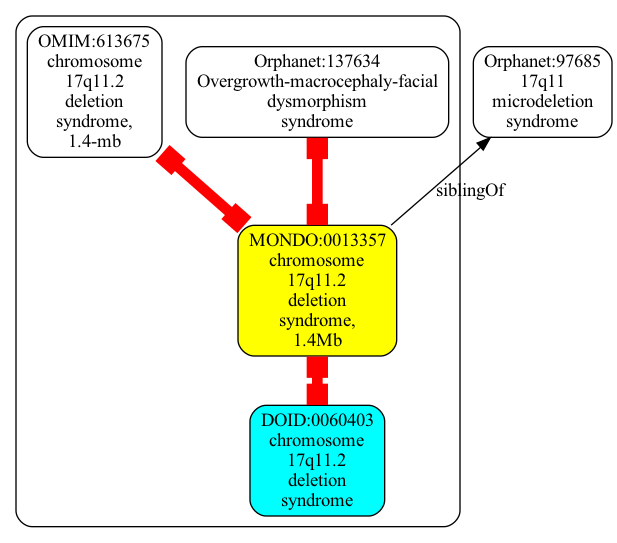 OMIM:613675
chromosome
17q11.2
deletion
syndrome,
1.4-mb
Orphanet:137634
Overgrowth-macrocephaly-facial
dysmorphism
syndrome
Orphanet:97685
17q11
microdeletion
syndrome
siblingOf
MONDO:0013357
chromosome
17q11.2
deletion
syndrome,
1.4Mb
DOID:0060403
chromosome
17q11.2
deletion
syndrome